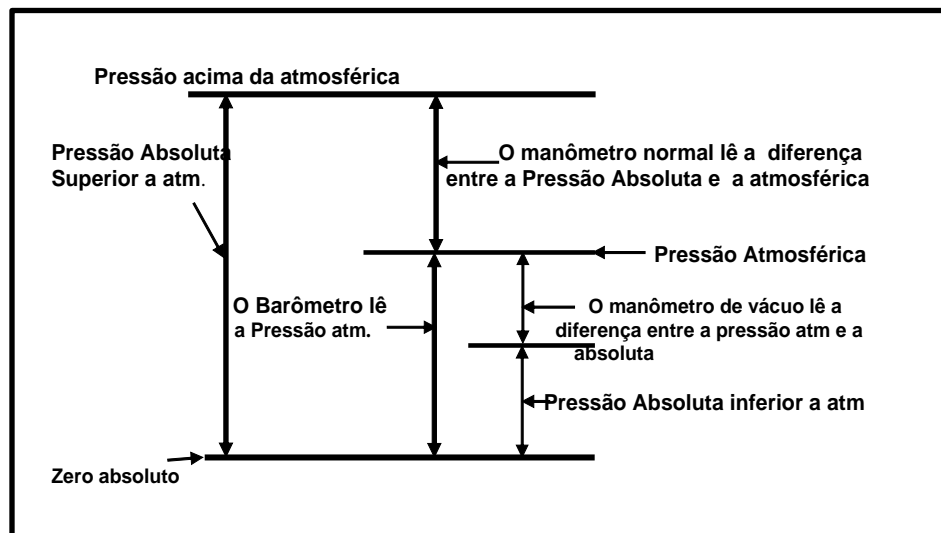 Pressão acima da atmosférica
Pressão Absoluta
Superior a atm.
O manômetro normal lê a diferença
entre a Pressão Absoluta e a atmosférica
Pressão Atmosférica
O Barômetro lê
a Pressão atm.
O manômetro de vácuo lê a
diferença entre a pressão atm e a
absoluta
Pressão Absoluta inferior a atm
Zero absoluto